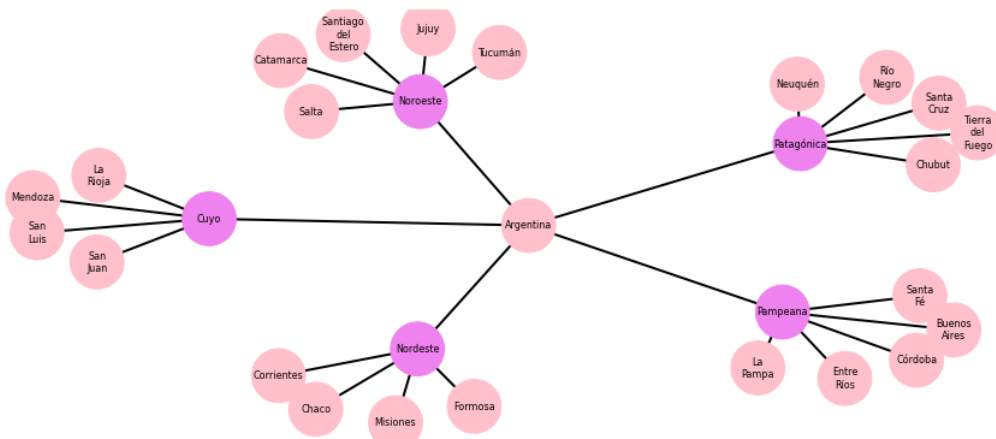 Santiago
del
Estero
Jujuy
Tucumán
Catamarca
Salta
Noroeste
Neuquén
Río
Negro
Santa
Cruz
Tierra
del
Fuego
Chubut
Patagónica
La
Rioja
Mendoza
San
Luis
San
Juan
Cuyo
Argentina
Pampeana
Santa
Fé
Buenos
Aires
Córdoba
Entre
Ríos
La
Pampa
Nordeste
Corrientes
Chaco
Misiones
Formosa